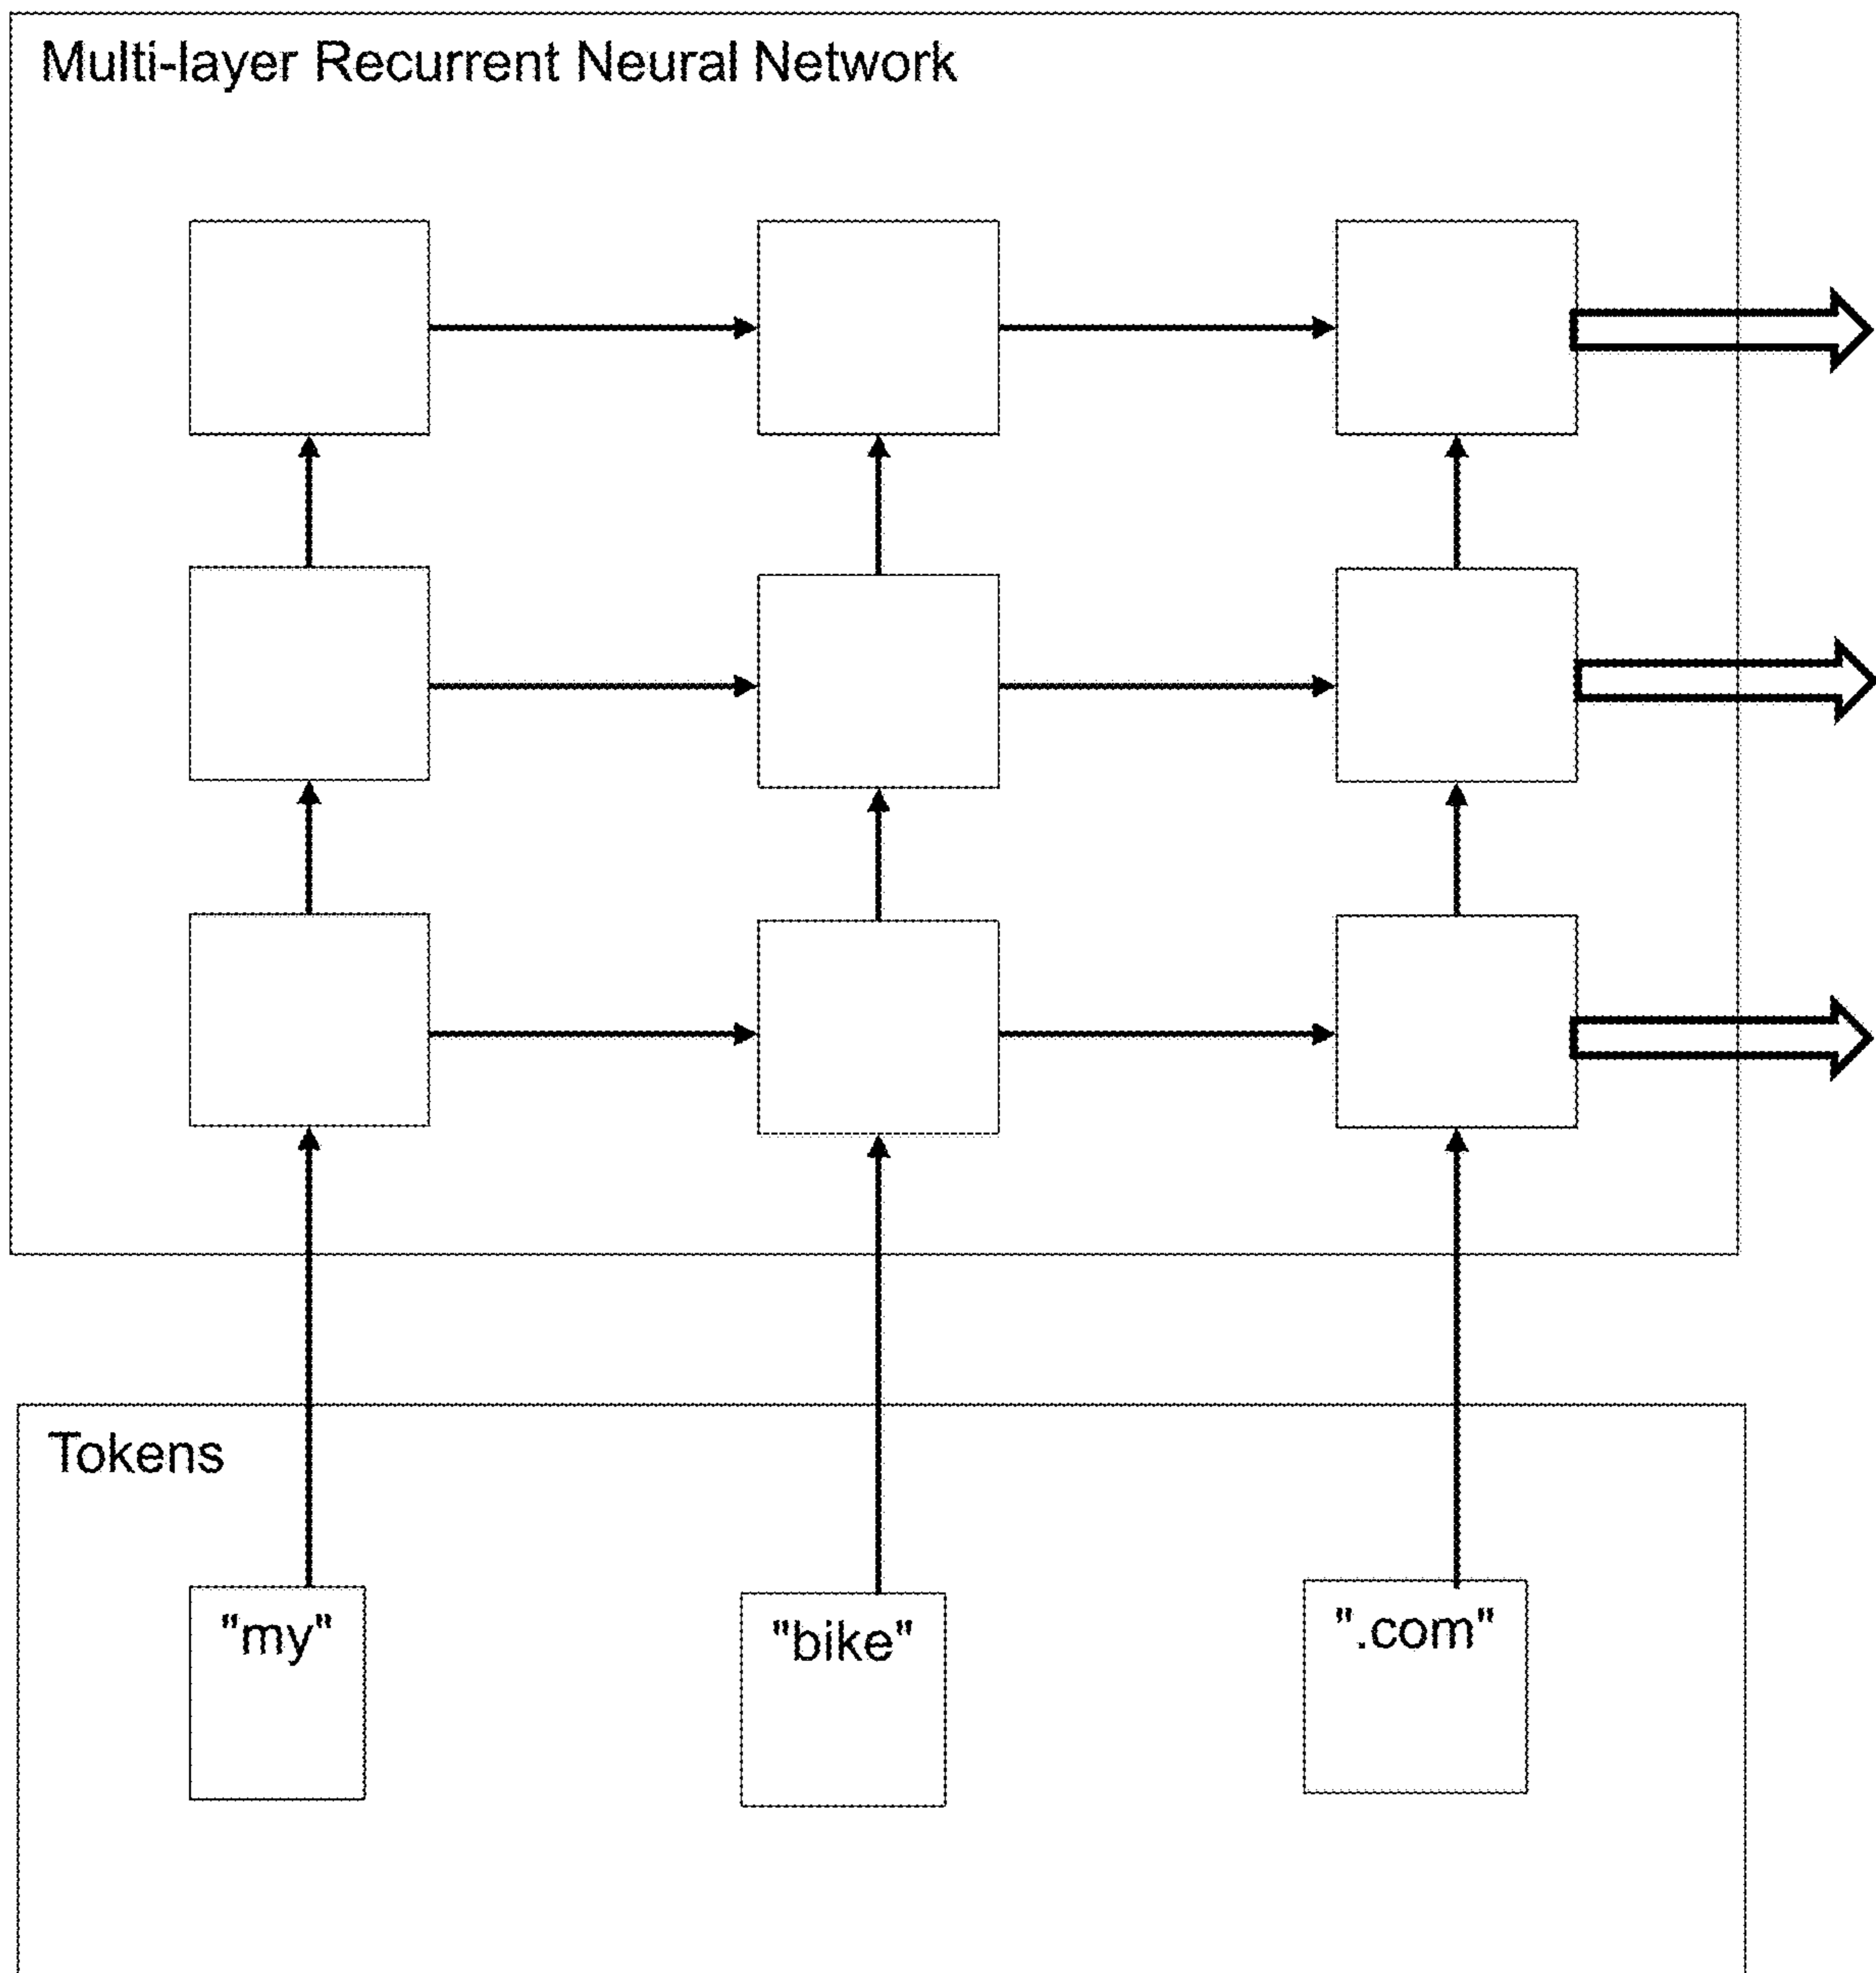 Multi-layer Recurrent Neural Network
Tokens
"my"
"bike"
".com"